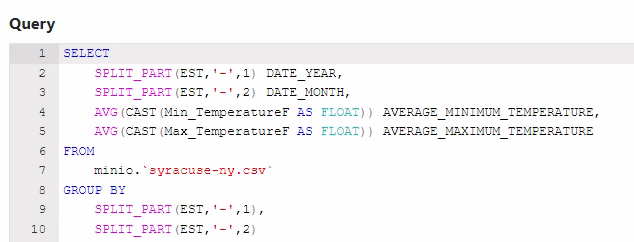 Query
1 SELECT
2 SPLIT_PART(EST,'-',1) DATE_YEAR,
3 SPLIT_PART(EST,'-',2) DATE_MONTH,
4 AVG(CAST(Min_TemperatureF AS FLOAT)) AVERAGE_MINIMUM_TEMPERATURE,
5 AVG(CAST(Max_TemperatureF AS FLOAT)) AVERAGE_MAXIMUM_TEMPERATURE
6 FROM
7 minio.`syracuse-ny.csv`
8 GROUP BY
9 SPLIT_PART(EST,'-',1),
10 SPLIT_PART(EST,'-',2)